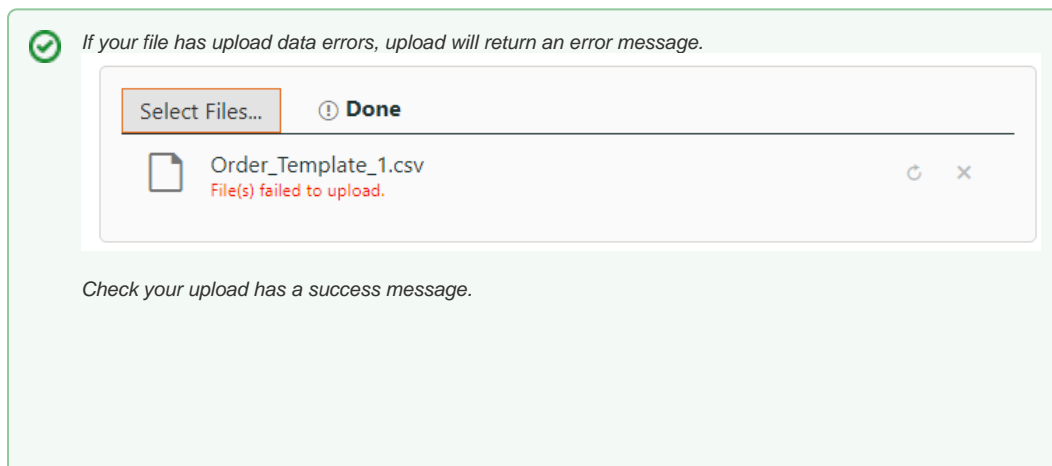 If your file has upload data errors, upload will return an error message.
Select Files... Done
Order_Template_1.csv
File(s) failed to upload.
Check your upload has a success message.